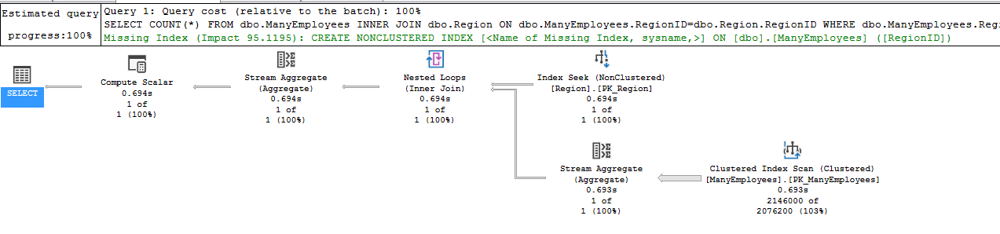 Estimated query progress:100%
Query 1: Query cost (relative to the batch): 100%
SELECT COUNT(*) FROM dbo.ManyEmployees INNER JOIN dbo.Region ON dbo.ManyEmployees.RegionID=dbo.Region.RegionID WHERE dbo.ManyEmployees.Regi
Missing Index (Impact 95.1195): CREATE NONCLUSTERED INDEX [<Name of Missing Index, sysname,>] ON [dbo].[ManyEmployees] ([RegionID])
SELECT
Compute Scalar
0.694s
1 of
1 (100%)
Stream Aggregate
(Aggregate)
0.694s
1 of
1 (100%)
Nested Loops
(Inner Join)
0.694s
1 of
1 (100%)
Index Seek (NonClustered)
[Region].[PK_Region]
0.694s
1 of
1 (100%)
Stream Aggregate
(Aggregate)
0.693s
1 of
1 (100%)
Clustered Index Scan (Clustered)
[ManyEmployees].[PK_ManyEmployees]
0.693s
2146000 of
2076200 (103%)